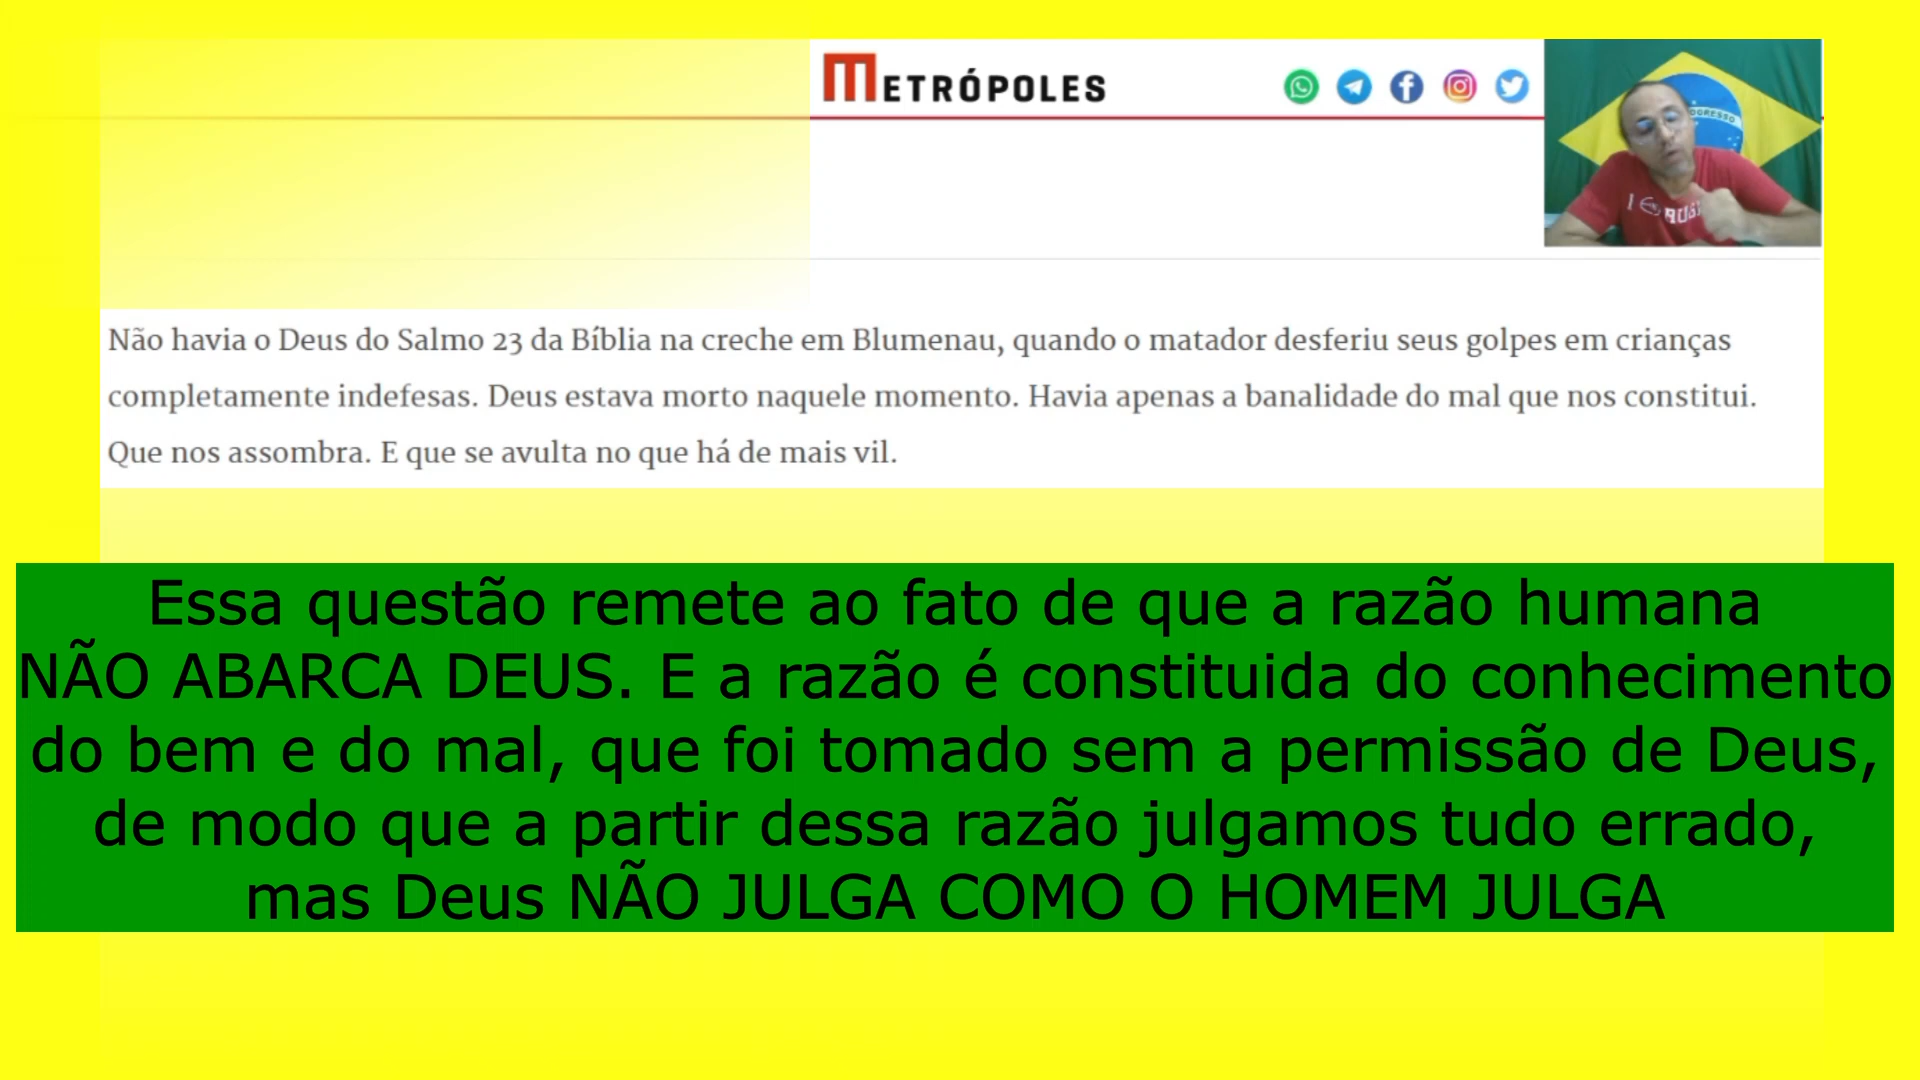 METRÓPOLES
OGRESSO
Não havia o Deus do Salmo 23 da Bíblia na creche em Blumenau, quando o matador desferiu seus golpes em crianças
completamente indefesas. Deus estava morto naquele momento. Havia apenas a banalidade do mal que nos constitui.
Que nos assombra. E que se avulta no que há de mais vil.
Essa questão remete ao fato de que a razão humana
NÃO ABARCA DEUS. E a razão é constituida do conhecimento
do bem e do mal, que foi tomado sem a permissão de Deus,
de modo que a partir dessa razão julgamos tudo errado,
mas Deus NÃO JULGA COMO O HOMEM JULGA